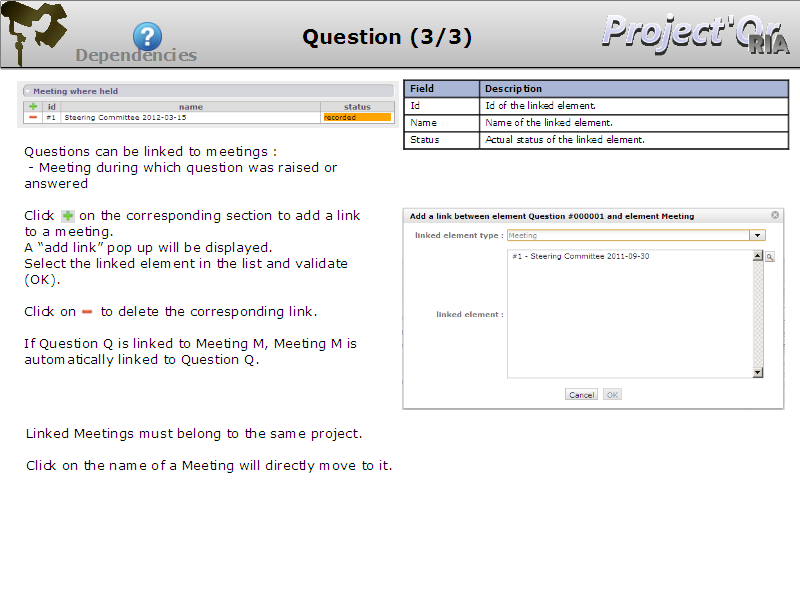 Dependencies
Question (3/3)
Project'Or
RIA
Meeting where held
id name status
#1 Steering Committee 2012-03-15 recorded
Field Description
Id Id of the linked element.
Name Name of the linked element.
Status Actual status of the linked element.
Questions can be linked to meetings :
- Meeting during which question was raised or
answered
Click on the corresponding section to add a link
to a meeting.
A “add link” pop up will be displayed.
Select the linked element in the list and validate
(OK).
Click on to delete the corresponding link.
If Question Q is linked to Meeting M, Meeting M is
automatically linked to Question Q.
Add a link between element Question #000001 and element Meeting
linked element type : Meeting
#1 - Steering Committee 2011-09-30
linked element :
Cancel OK
Linked Meetings must belong to the same project.
Click on the name of a Meeting will directly move to it.